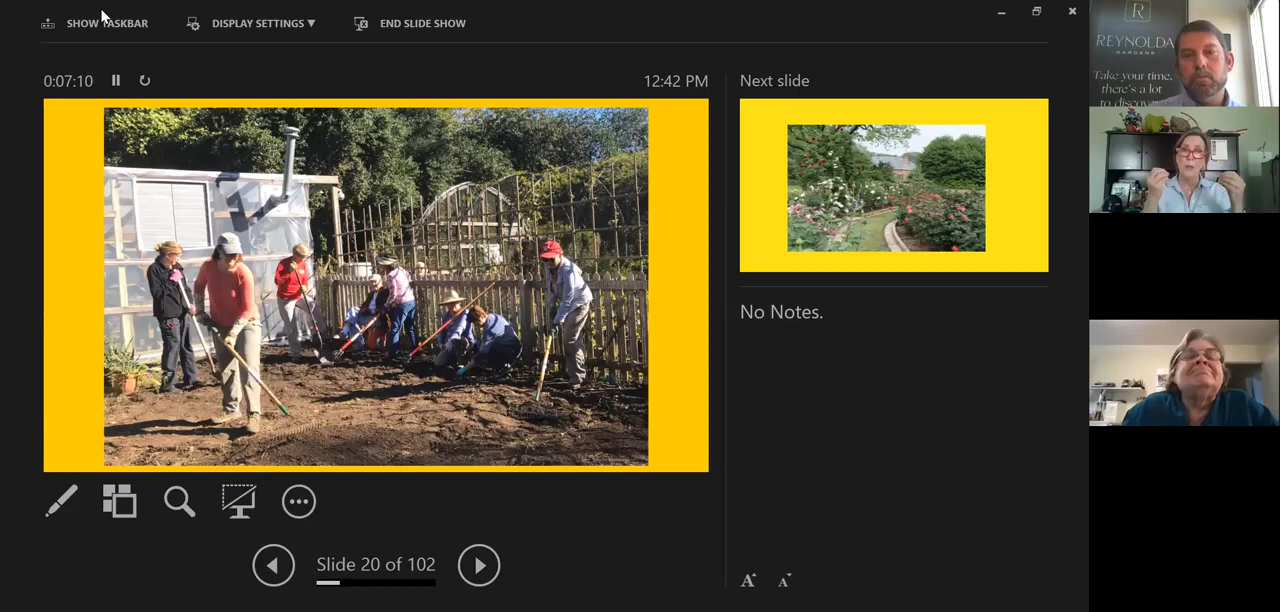 SHOW TASKBAR
DISPLAY SETTINGS ▼
END SLIDE SHOW
0:07:10
12:42 PM
Next slide
No Notes.
Slide 20 of 102
A
A
R
REYNOLDA
GARDENS
Take your time,
there's a lot
to discover